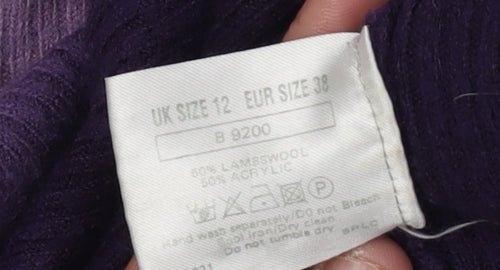 UK SIZE 12 EUR SIZE 38
B 9200
60% LAMBSWOOL
50% ACRYLIC
P
Hand wash separately/Do not Bleach
Cool iron/Dry clean
Do not tumble dry